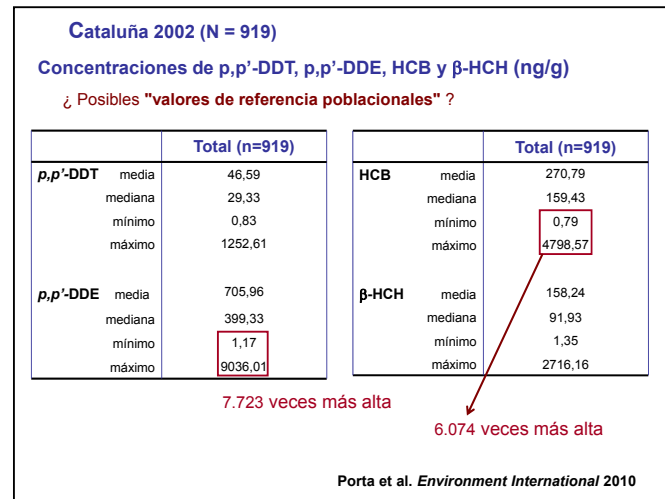 Cataluña 2002 (N = 919)
Concentraciones de p,p’-DDT, p,p’-DDE, HCB y β-HCH (ng/g)
¿ Posibles "valores de referencia poblacionales" ?
Total (n=919)
p,p’-DDT media 46,59
mediana 29,33
mínimo 0,83
máximo 1252,61
p,p’-DDE media 705,96
mediana 399,33
mínimo 1,17
máximo 9036,01
Total (n=919)
HCB media 270,79
mediana 159,43
mínimo 0,79
máximo 4798,57
β-HCH media 158,24
mediana 91,93
mínimo 1,35
máximo 2716,16
7.723 veces más alta
6.074 veces más alta
Porta et al. Environment International 2010